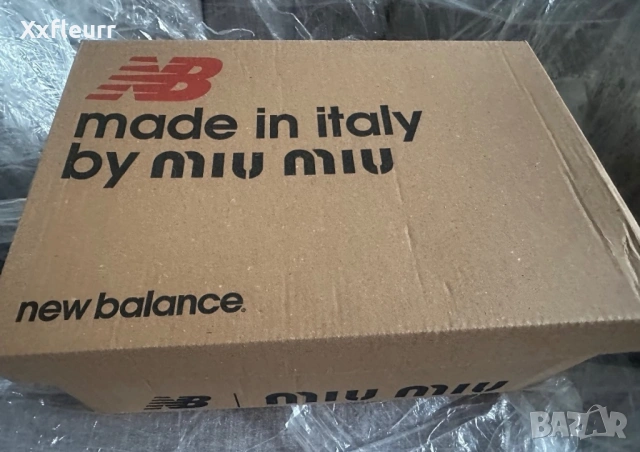 Xxfleurr
NB
made in italy
by miu miu
new balance
NB | miu miu
BAZAR